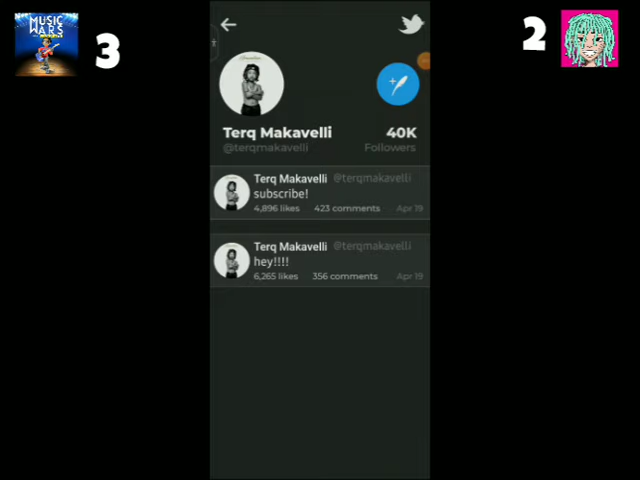 MUSIC
WARS
3
2
Terq Makavelli
@terqmakavelli
40K
Followers
Terq Makavelli @terqmakavelli
subscribe!
4,896 likes 423 comments Apr 19
Terq Makavelli @terqmakavelli
hey!!!!
6,265 likes 356 comments Apr 19